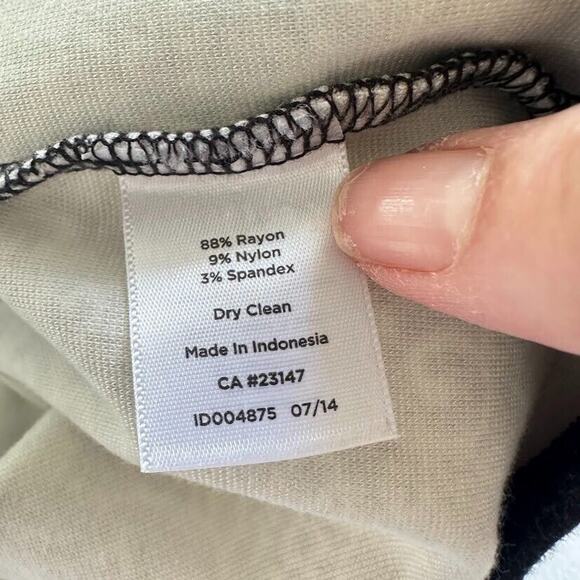 88% Rayon
9% Nylon
3% Spandex
Dry Clean
Made In Indonesia
CA #23147
ID004875 07/14